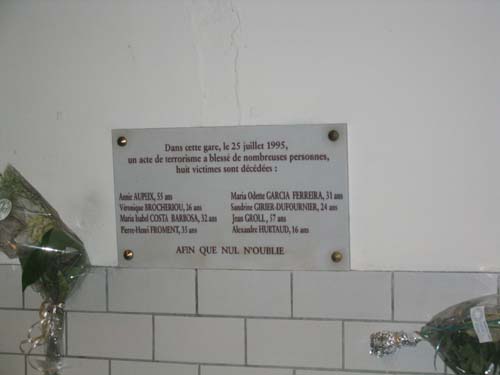 Dans cette gare, le 25 juillet 1995,
un acte de terrorisme a blessé de nombreuses personnes,
huit victimes sont décédées :
Annie AUPEIX, 55 ans
Véronique BROCHERIOU, 26 ans
Maria Isabel COSTA BARBOSA, 32 ans
Pierre-Henri FROMENT, 35 ans
Maria Odette GARCIA FERREIRA, 31 ans
Sandrine GIRIER-DUFOURNIER, 24 ans
Jean GROLL, 57 ans
Alexandre HURTAUD, 16 ans
AFIN QUE NUL N'OUBLIE